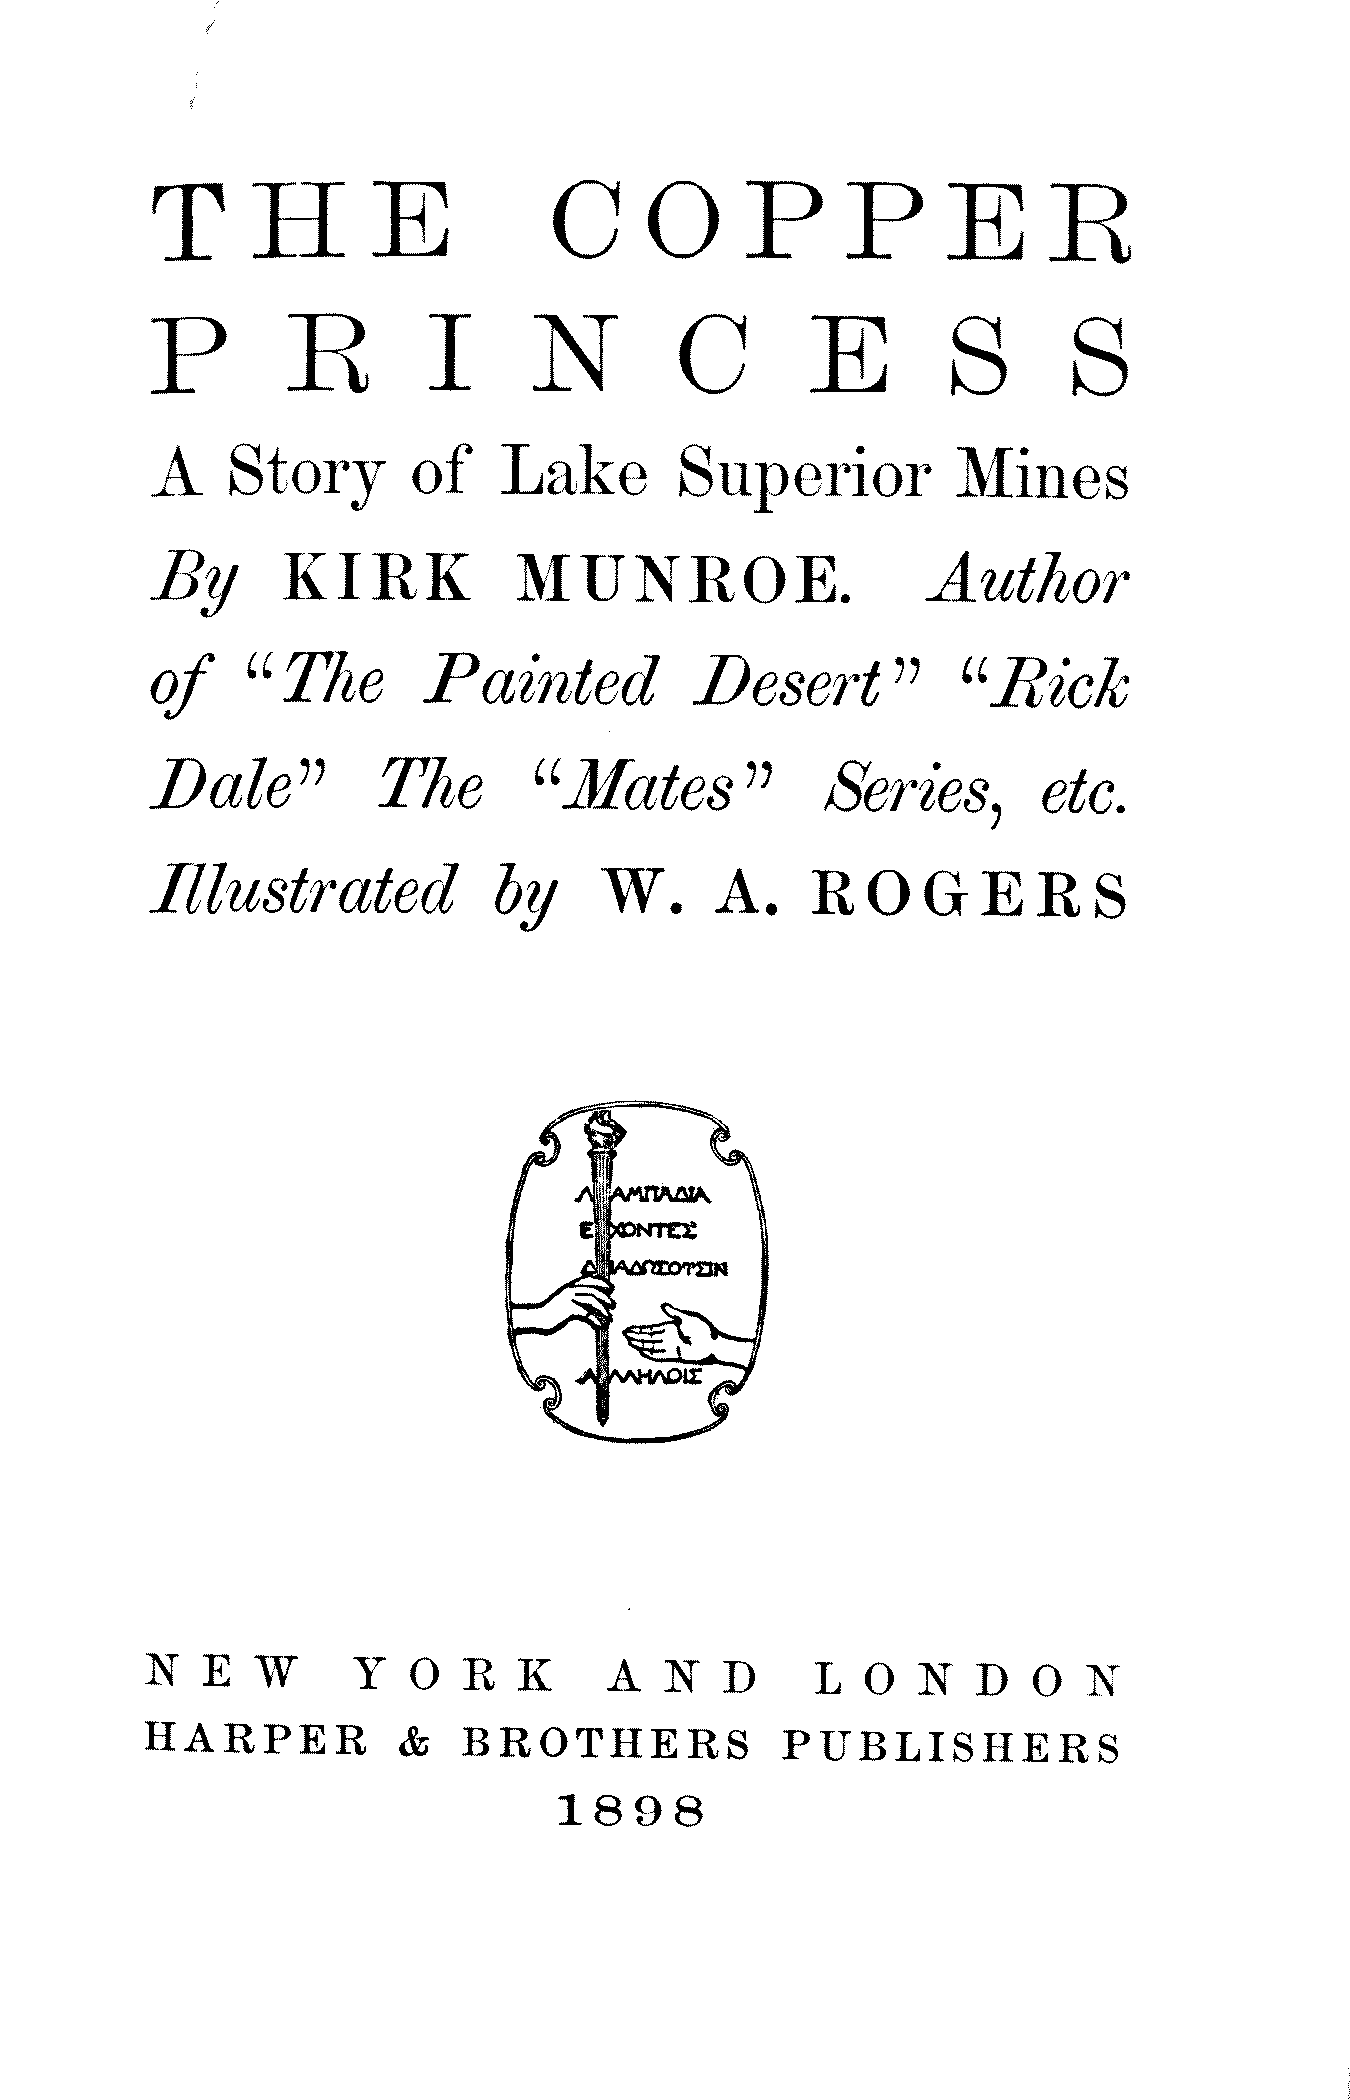 THE COPPER
PRINCESS
A Story of Lake Superior Mines
By KIRK MUNROE. Author
of “The Painted Desert” “Rick
Dale” The “Mates” Series, etc.
Illustrated by W. A. ROGERS
ΛΑΜΠΑΔΙΑ
ΕΧΟΝΤΕΣ
ΔΙΑΔΩΣΟΥΣΙΝ
ΑΛΛΗΛΟΙΣ
NEW YORK AND LONDON
HARPER & BROTHERS PUBLISHERS
1898